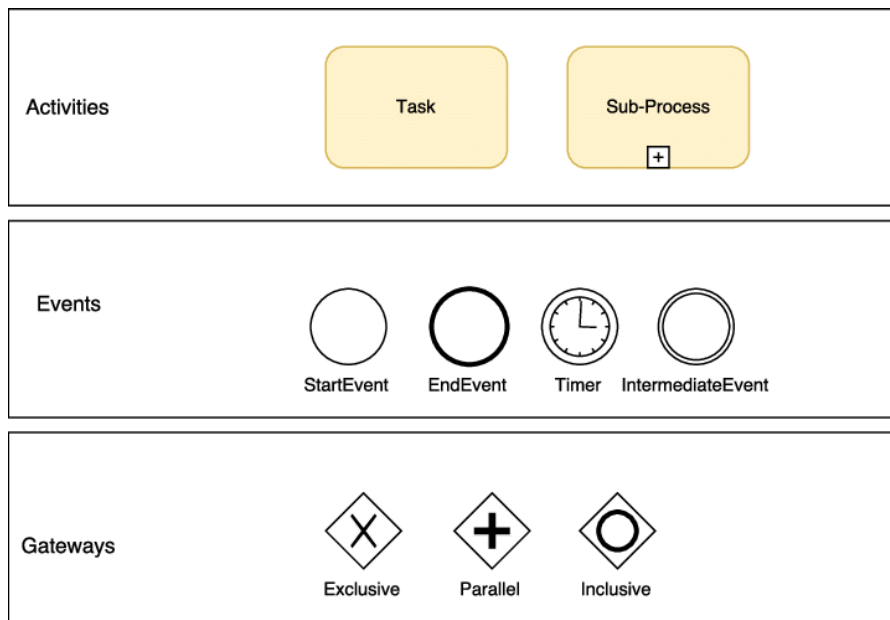 Activities
Task
Sub-Process
Events
StartEvent
EndEvent
Timer
IntermediateEvent
Gateways
Exclusive
Parallel
Inclusive